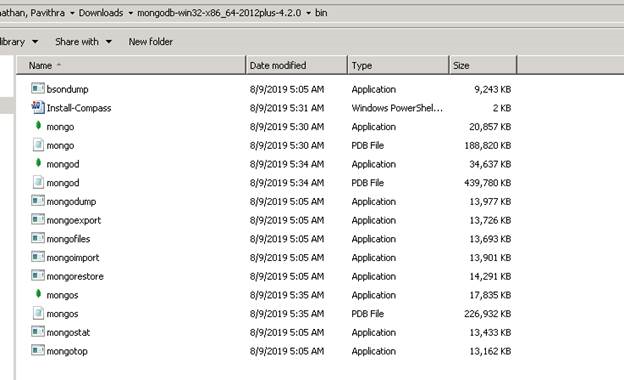 nathan, Pavithra ▾ Downloads ▾ mongodb-win32-x86_64-2012plus-4.2.0 ▾ bin
library ▾ Share with ▾ New folder
Name Date modified Type Size
bsondump 8/9/2019 5:05 AM Application 9,243 KB
Install-Compass 8/9/2019 5:31 AM Windows PowerShel... 2 KB
mongo 8/9/2019 5:30 AM Application 20,857 KB
mongo 8/9/2019 5:30 AM PDB File 188,820 KB
mongod 8/9/2019 5:34 AM Application 34,637 KB
mongod 8/9/2019 5:34 AM PDB File 439,780 KB
mongodump 8/9/2019 5:05 AM Application 13,977 KB
mongoexport 8/9/2019 5:05 AM Application 13,726 KB
mongofiles 8/9/2019 5:05 AM Application 13,693 KB
mongoimport 8/9/2019 5:05 AM Application 13,901 KB
mongorestore 8/9/2019 5:05 AM Application 14,291 KB
mongos 8/9/2019 5:35 AM Application 17,835 KB
mongos 8/9/2019 5:35 AM PDB File 226,932 KB
mongostat 8/9/2019 5:05 AM Application 13,433 KB
mongotop 8/9/2019 5:05 AM Application 13,162 KB